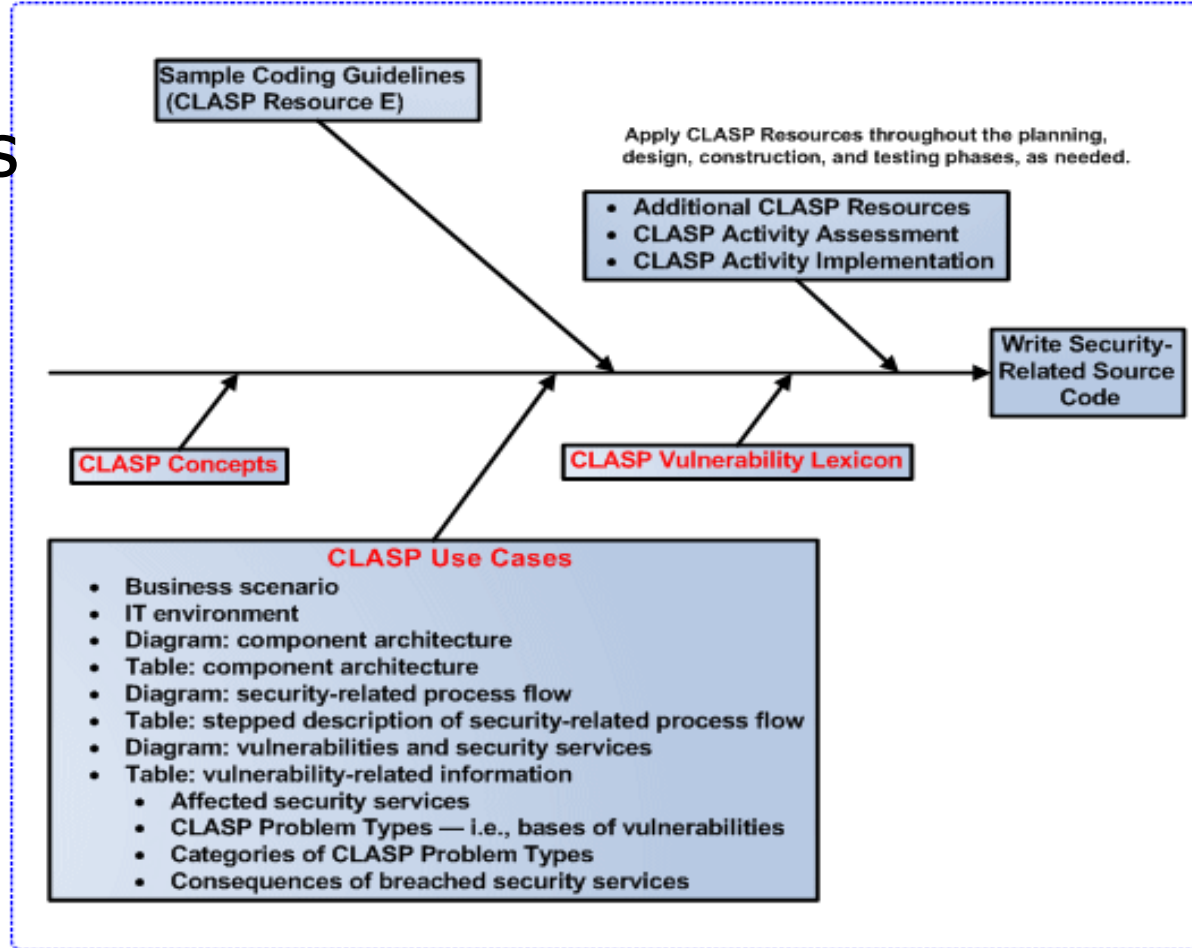 Sample Coding Guidelines
(CLASP Resource E)
s
Apply CLASP Resources throughout the planning,
design, construction, and testing phases, as needed.
• Additional CLASP Resources
• CLASP Activity Assessment
• CLASP Activity Implementation
Write Security-
Related Source
Code
CLASP Concepts
CLASP Vulnerability Lexicon
CLASP Use Cases
• Business scenario
• IT environment
• Diagram: component architecture
• Table: component architecture
• Diagram: security-related process flow
• Table: stepped description of security-related process flow
• Diagram: vulnerabilities and security services
• Table: vulnerability-related information
• Affected security services
• CLASP Problem Types — i.e., bases of vulnerabilities
• Categories of CLASP Problem Types
• Consequences of breached security services